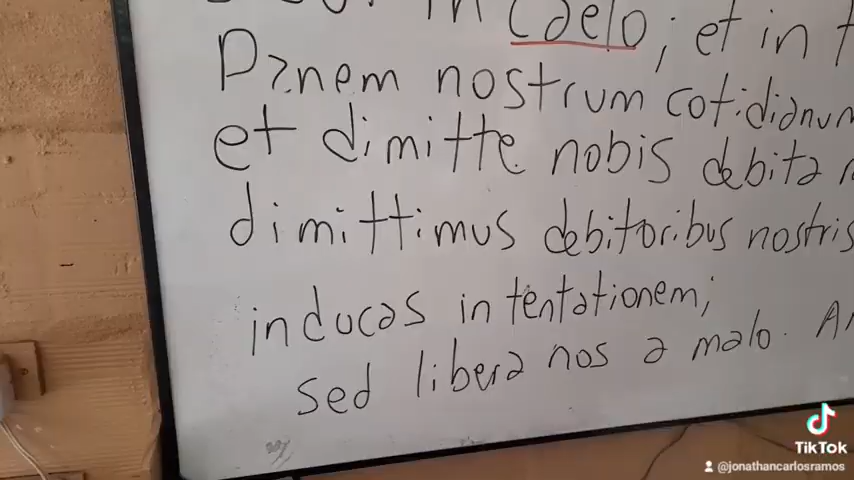 in caelo; et in
Panem nostrum cotidianum
et dimitte nobis debita
dimittimus debitoribus nostris
inducas in tentationem;
sed libera nos a malo.
TikTok
@jonathancarlosramos